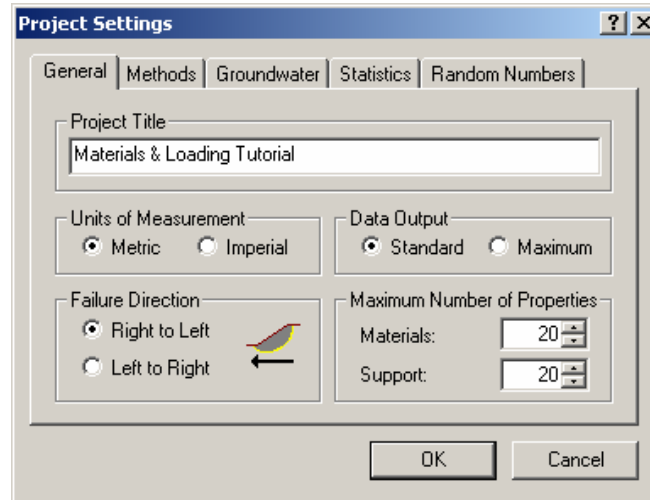 Project Settings
General Methods Groundwater Statistics Random Numbers
Project Title
Materials & Loading Tutorial
Units of Measurement
Metric Imperial
Data Output
Standard Maximum
Failure Direction
Right to Left
Left to Right
Maximum Number of Properties
Materials: 20
Support: 20
OK Cancel